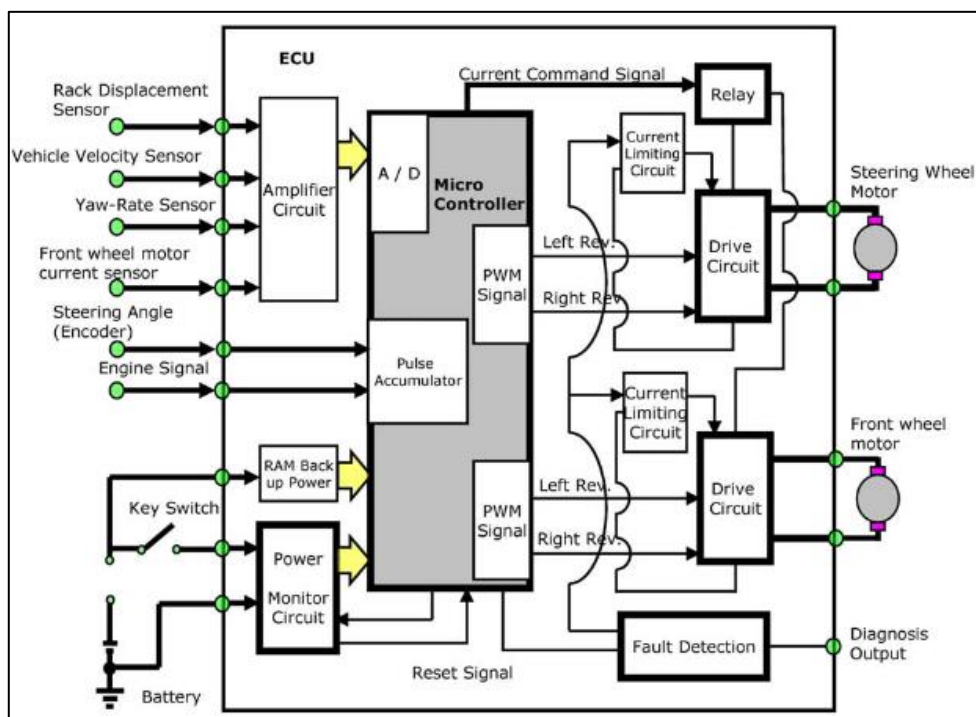 ECU
Rack Displacement
Sensor
Vehicle Velocity Sensor
Yaw-Rate Sensor
Front wheel motor
current sensor
Steering Angle
(Encoder)
Engine Signal
Key Switch
Battery
Amplifier
Circuit
RAM Back
up Power
Power
Monitor
Circuit
A / D
Micro
Controller
PWM
Signal
Pulse
Accumulator
PWM
Signal
Reset Signal
Current Command Signal
Relay
Current
Limiting
Circuit
Left Rev.
Right Rev.
Drive
Circuit
Current
Limiting
Circuit
Left Rev.
Right Rev.
Drive
Circuit
Fault Detection
Steering Wheel
Motor
Front wheel
motor
Diagnosis
Output